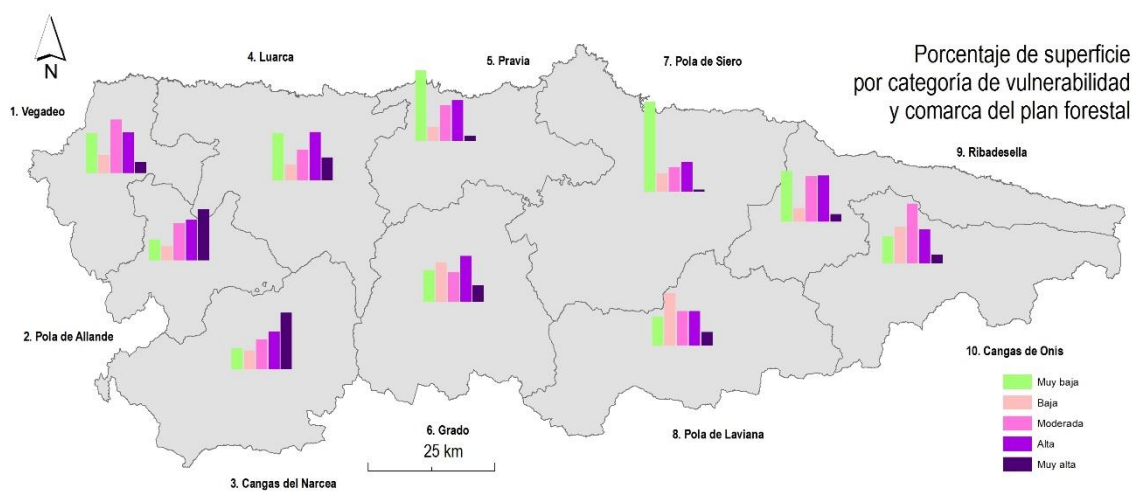 Porcentaje de superficie
por categoría de vulnerabilidad
y comarca del plan forestal
N
4. Luarca
5. Pravia
7. Pola de Siero
1. Vegadeo
9. Ribadesella
2. Pola de Allande
10. Cangas de Onis
Muy baja
Baja
Moderada
Alta
Muy alta
6. Grado
8. Pola de Laviana
25 km
3. Cangas del Narcea